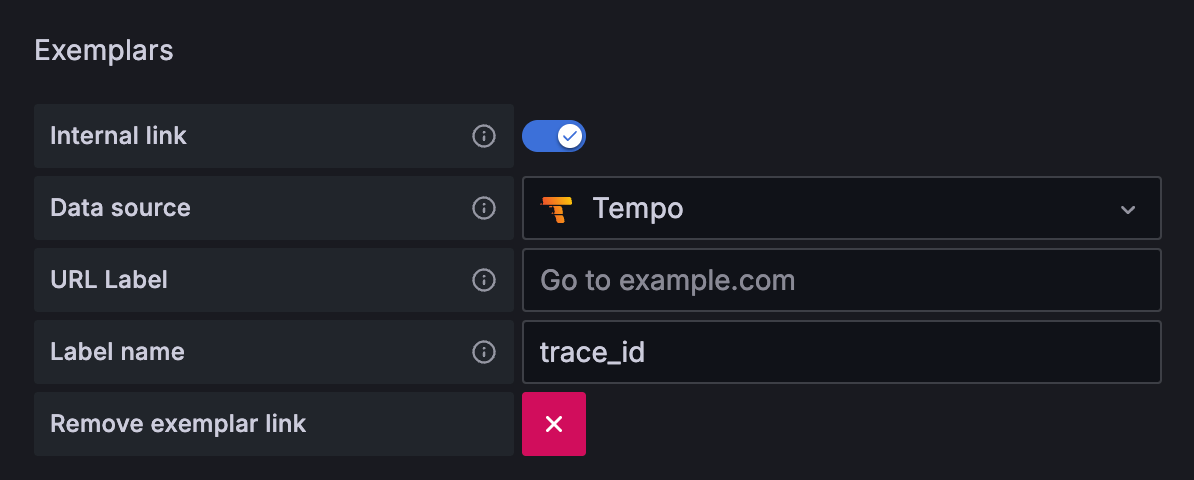 Exemplars
Internal link
Data source
Tempo
URL Label
Go to example.com
Label name
trace_id
Remove exemplar link